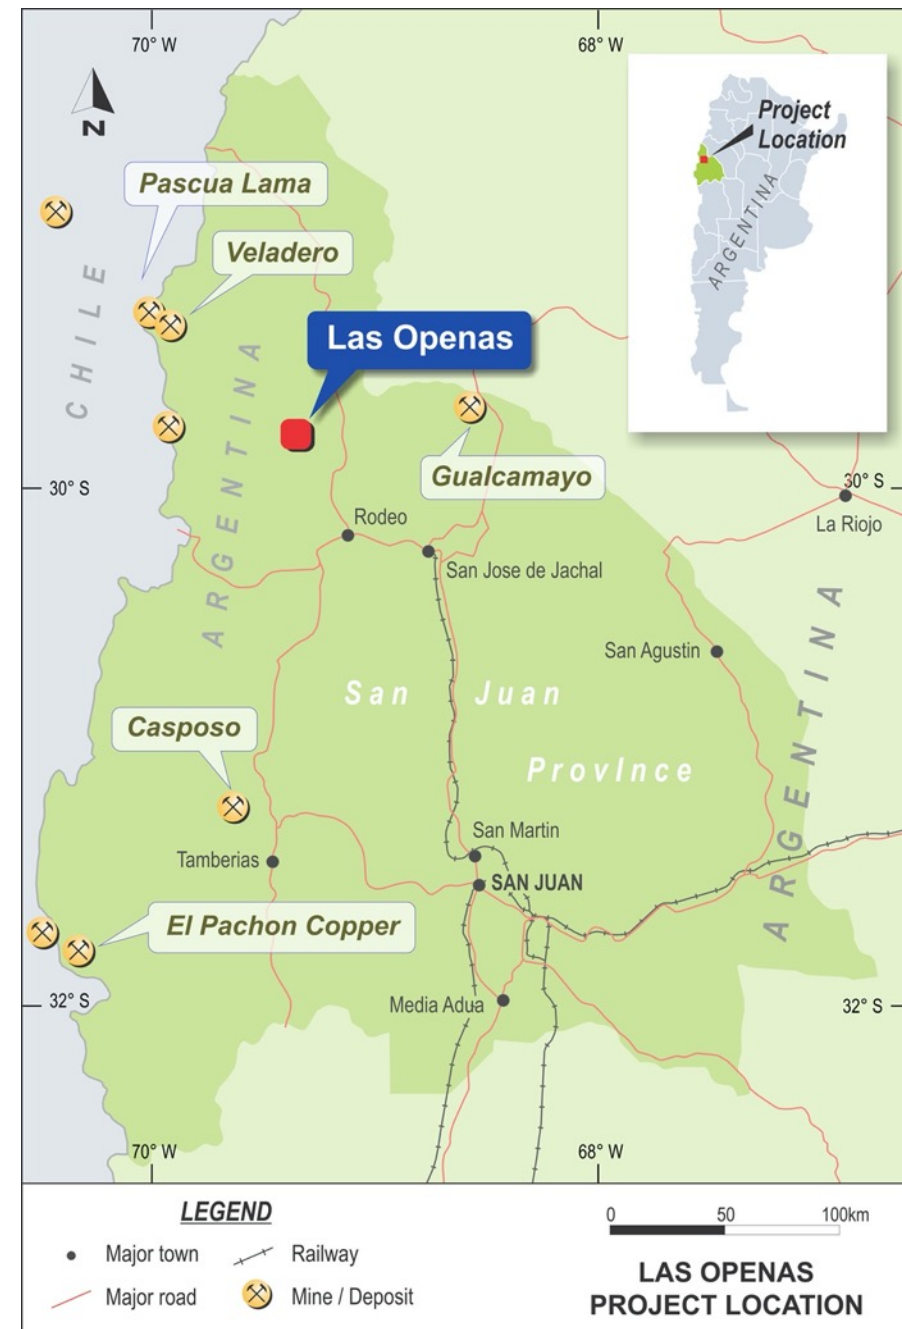 70° W
68° W
N
Project
Location
ARGENTINA
Pascua Lama
Veladero
CHILE
Las Openas
ARGENTINA
Gualcamayo
30° S
30° S
La Riojo
Rodeo
San Jose de Jachal
San Agustin
San Juan
ProvInce
ARGENTINA
Casposo
San Martin
Tamberias
SAN JUAN
El Pachon Copper
Media Adua
32° S
32° S
70° W
68° W
LEGEND
Major town
Railway
Major road
Mine / Deposit
0 50 100km
LAS OPENAS
PROJECT LOCATION